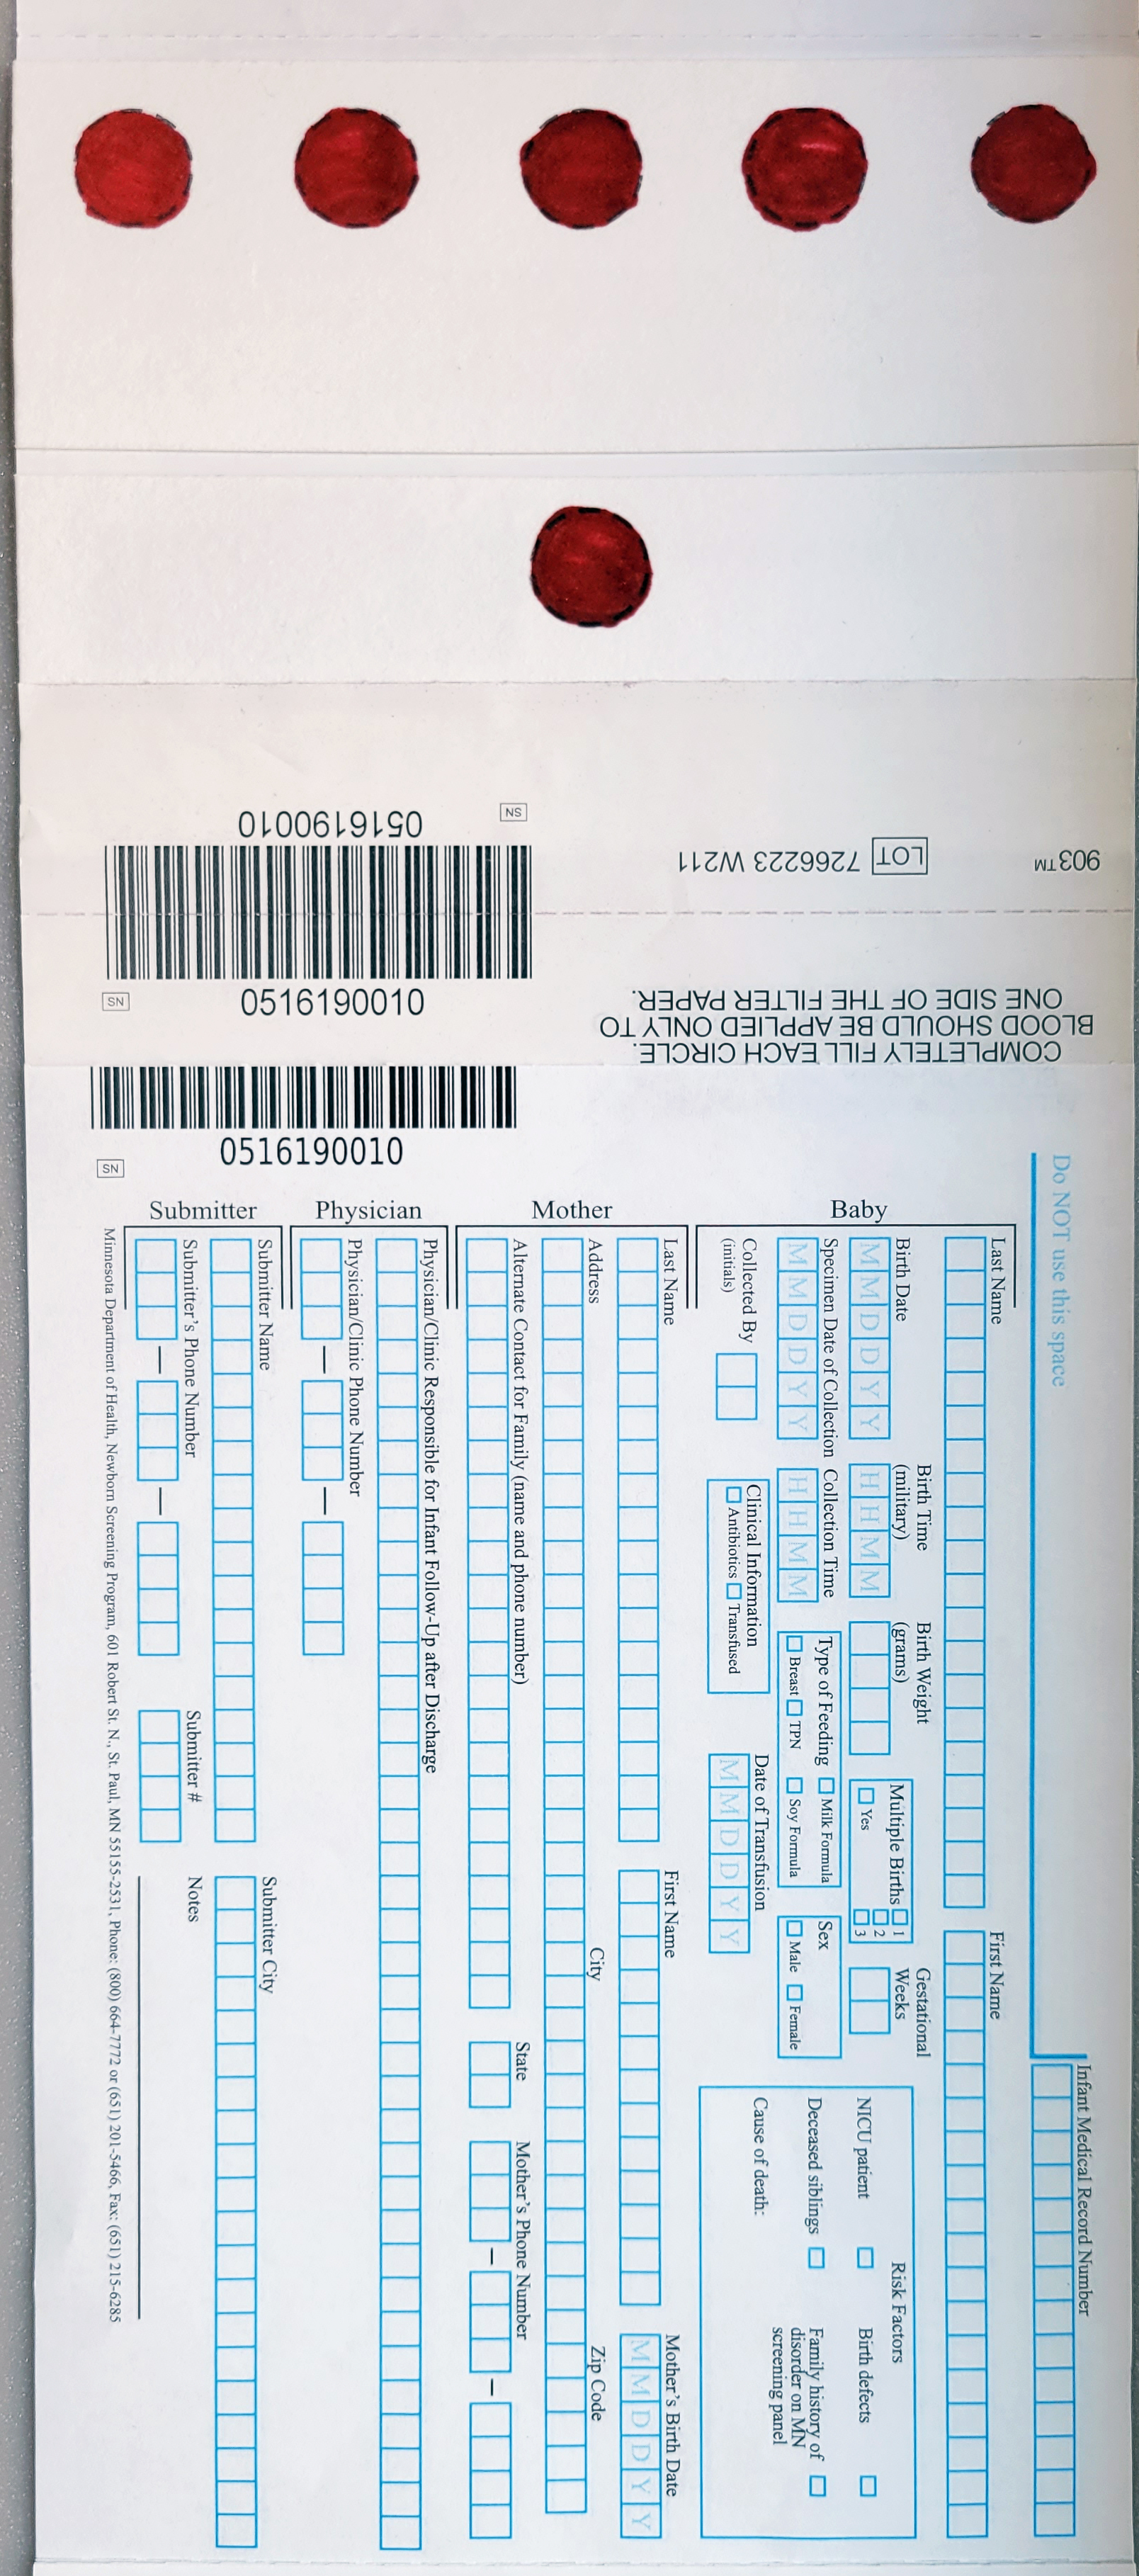 903™
LOT 7266223 W211
SN
0516190010
COMPLETELY FILL EACH CIRCLE.
BLOOD SHOULD BE APPLIED ONLY TO
ONE SIDE OF THE FILTER PAPER.
0516190010
SN
0516190010
SN
Do NOT use this space
Infant Medical Record Number
Baby
Last Name
First Name
Birth Date
Birth Time
(military)
Birth Weight
(grams)
Multiple Births
Yes
1
2
3
Gestational
Weeks
M M D D Y Y
H H M M
Specimen Date of Collection
Collection Time
M M D D Y Y
H H M M
Type of Feeding
Milk Formula
Breast
TPN
Soy Formula
Sex
Male
Female
Collected By
(initials)
Clinical Information
Antibiotics
Transfused
Date of Transfusion
M M D D Y Y
Risk Factors
NICU patient
Birth defects
Deceased siblings
Family history of
disorder on MN
screening panel
Cause of death:
Mother
Last Name
First Name
Mother's Birth Date
M M D D Y Y
Address
City
Zip Code
Alternate Contact for Family (name and phone number)
State
Mother's Phone Number
Physician
Physician/Clinic Responsible for Infant Follow-Up after Discharge
Physician/Clinic Phone Number
Submitter
Submitter Name
Submitter City
Submitter's Phone Number
Submitter #
Notes
Minnesota Department of Health, Newborn Screening Program, 601 Robert St. N., St. Paul, MN 55155-2531, Phone: (800) 664-7772 or (651) 201-5466, Fax: (651) 215-6285